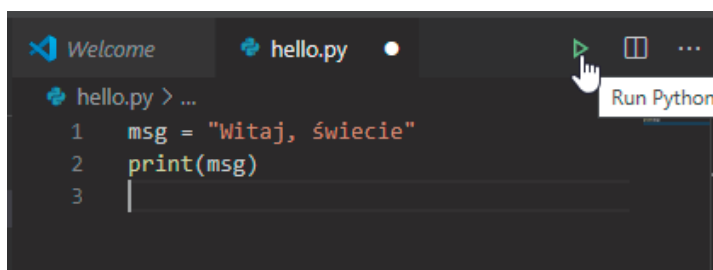 Welcome hello.py ...
hello.py > ...
Run Python
1 msg = "Witaj, świecie"
2 print(msg)
3